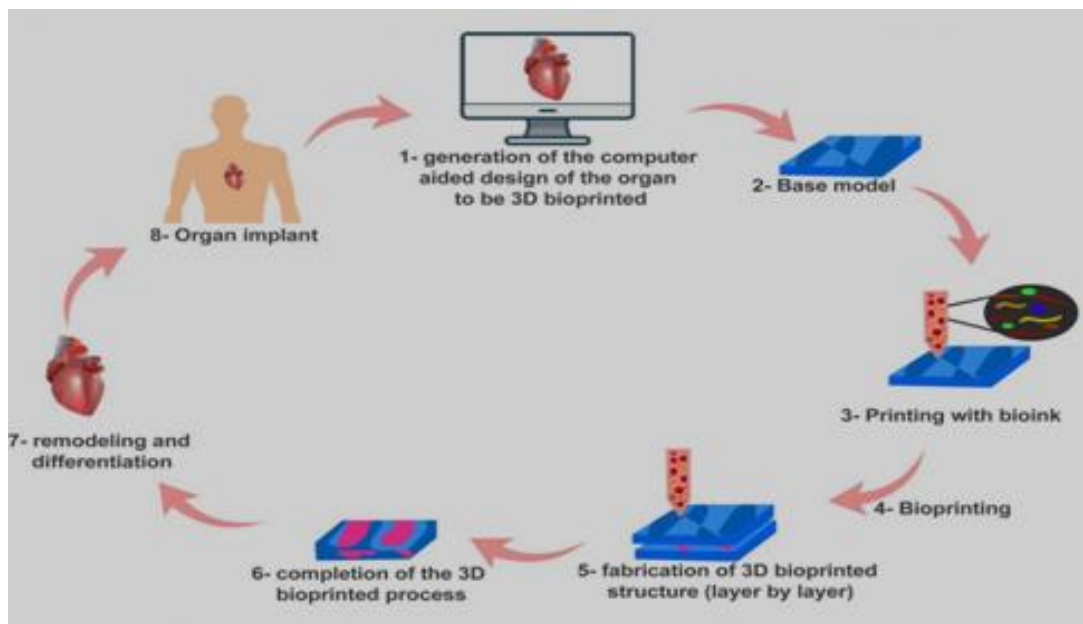 1- generation of the computer
aided design of the organ
to be 3D bioprinted
2- Base model
3- Printing with bioink
4- Bioprinting
5- fabrication of 3D bioprinted
structure (layer by layer)
6- completion of the 3D
bioprinted process
7- remodeling and
differentiation
8- Organ implant